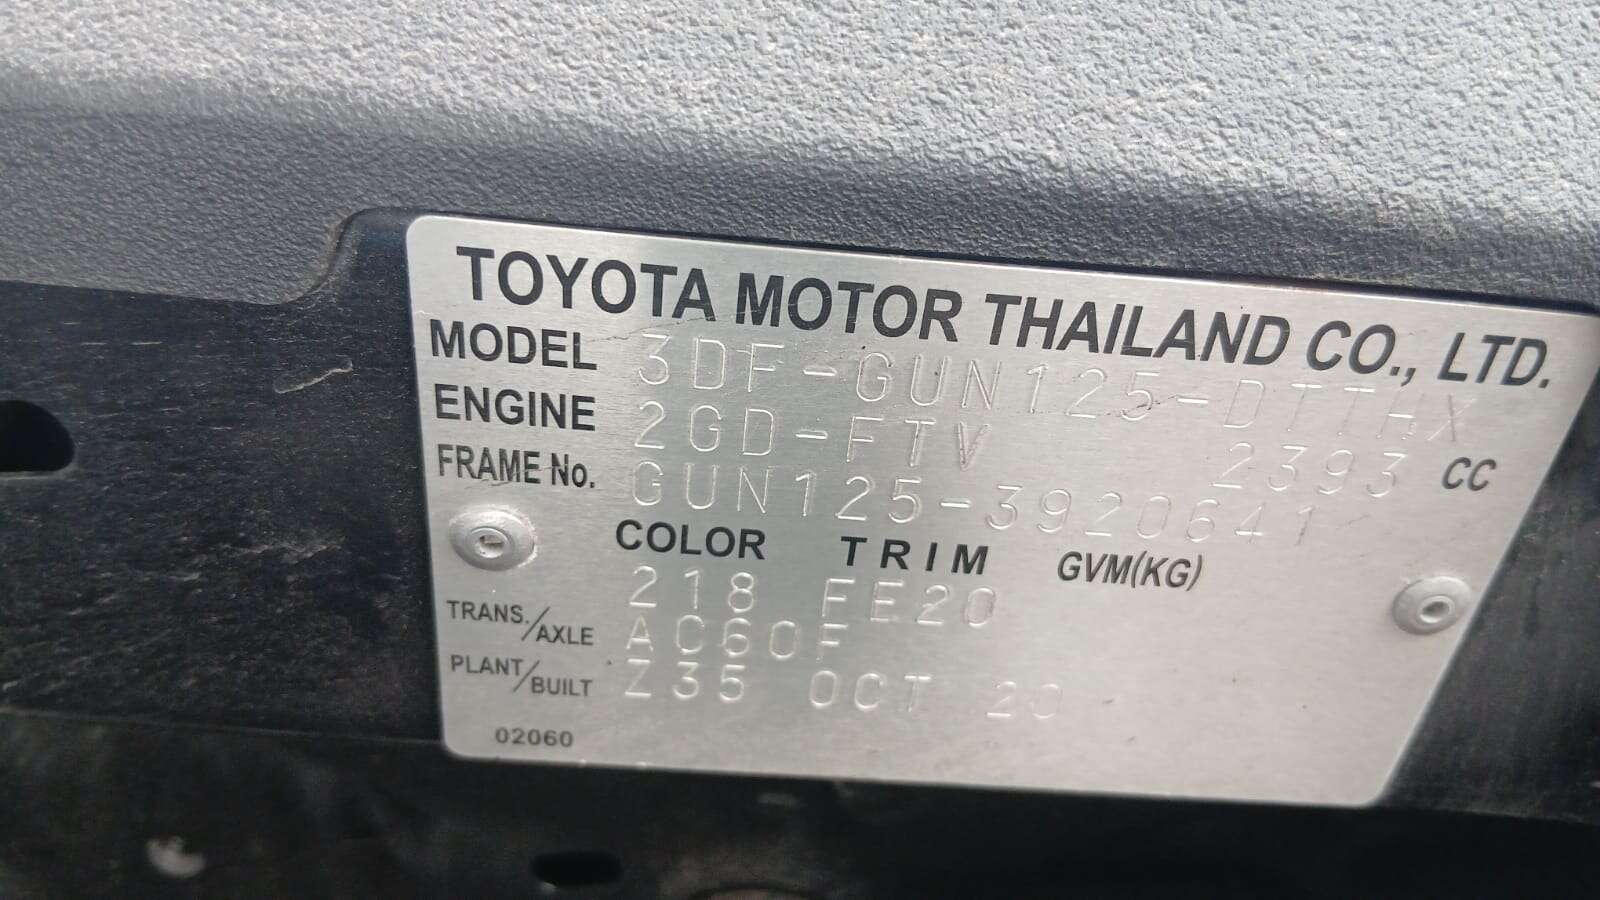 TOYOTA MOTOR THAILAND CO., LTD.
MODEL 3DF-GUN125-DTTHX
ENGINE 2GD-FTV 2393 CC
FRAME No. GUN125-3920641
COLOR TRIM GVM(KG)
218 FE20
TRANS./AXLE AC60F
PLANT/BUILT Z35 OCT 20
02060